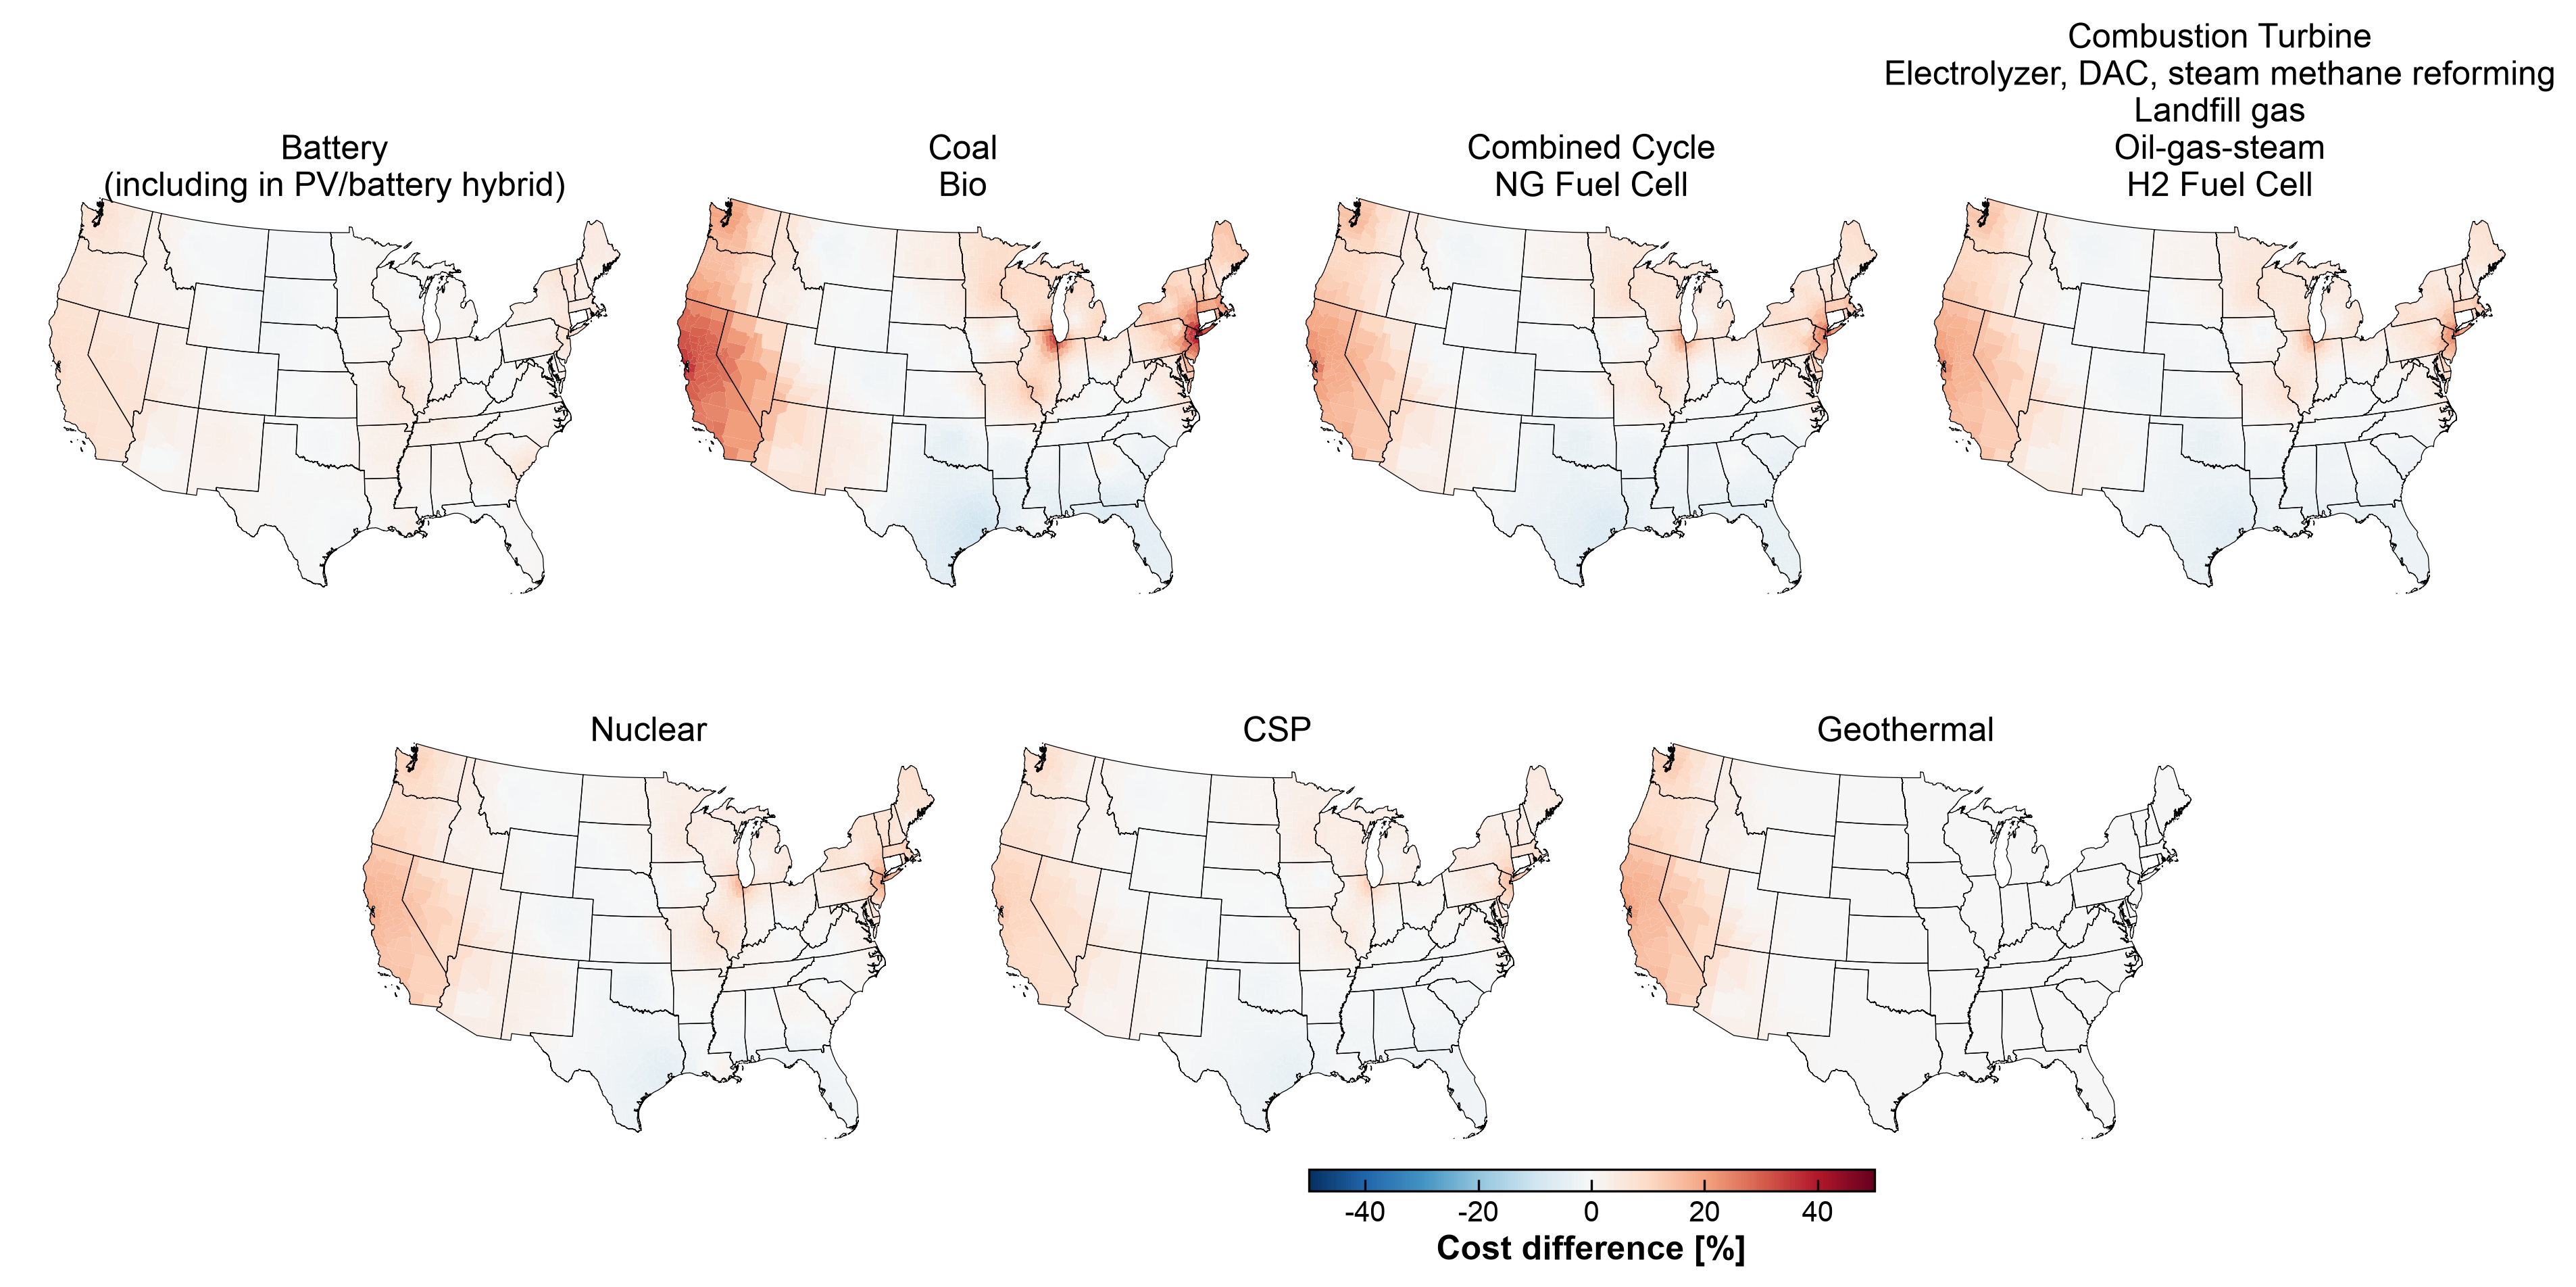 Battery
(including in PV/battery hybrid)
Coal
Bio
Combined Cycle
NG Fuel Cell
Combustion Turbine
Electrolyzer, DAC, steam methane reforming
Landfill gas
Oil-gas-steam
H2 Fuel Cell
Nuclear
CSP
Geothermal
-40 -20 0 20 40
Cost difference [%]